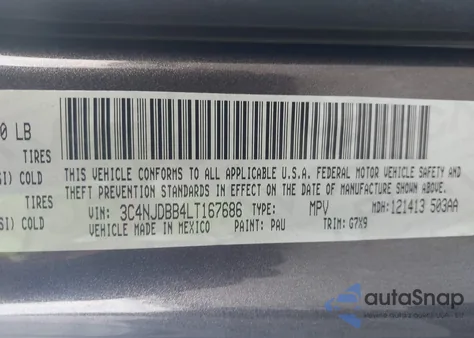 0 LB
TIRES
SI) COLD
TIRES
SI) COLD
THIS VEHICLE CONFORMS TO ALL APPLICABLE U.S.A. FEDERAL MOTOR VEHICLE SAFETY AND
THEFT PREVENTION STANDARDS IN EFFECT ON THE DATE OF MANUFACTURE SHOWN ABOVE.
VIN: 3C4NJDBB4LT167686 TYPE: MPV MDH: 121413 503AA
VEHICLE MADE IN MEXICO PAINT: PAU TRIM: G7X9
autoSnap